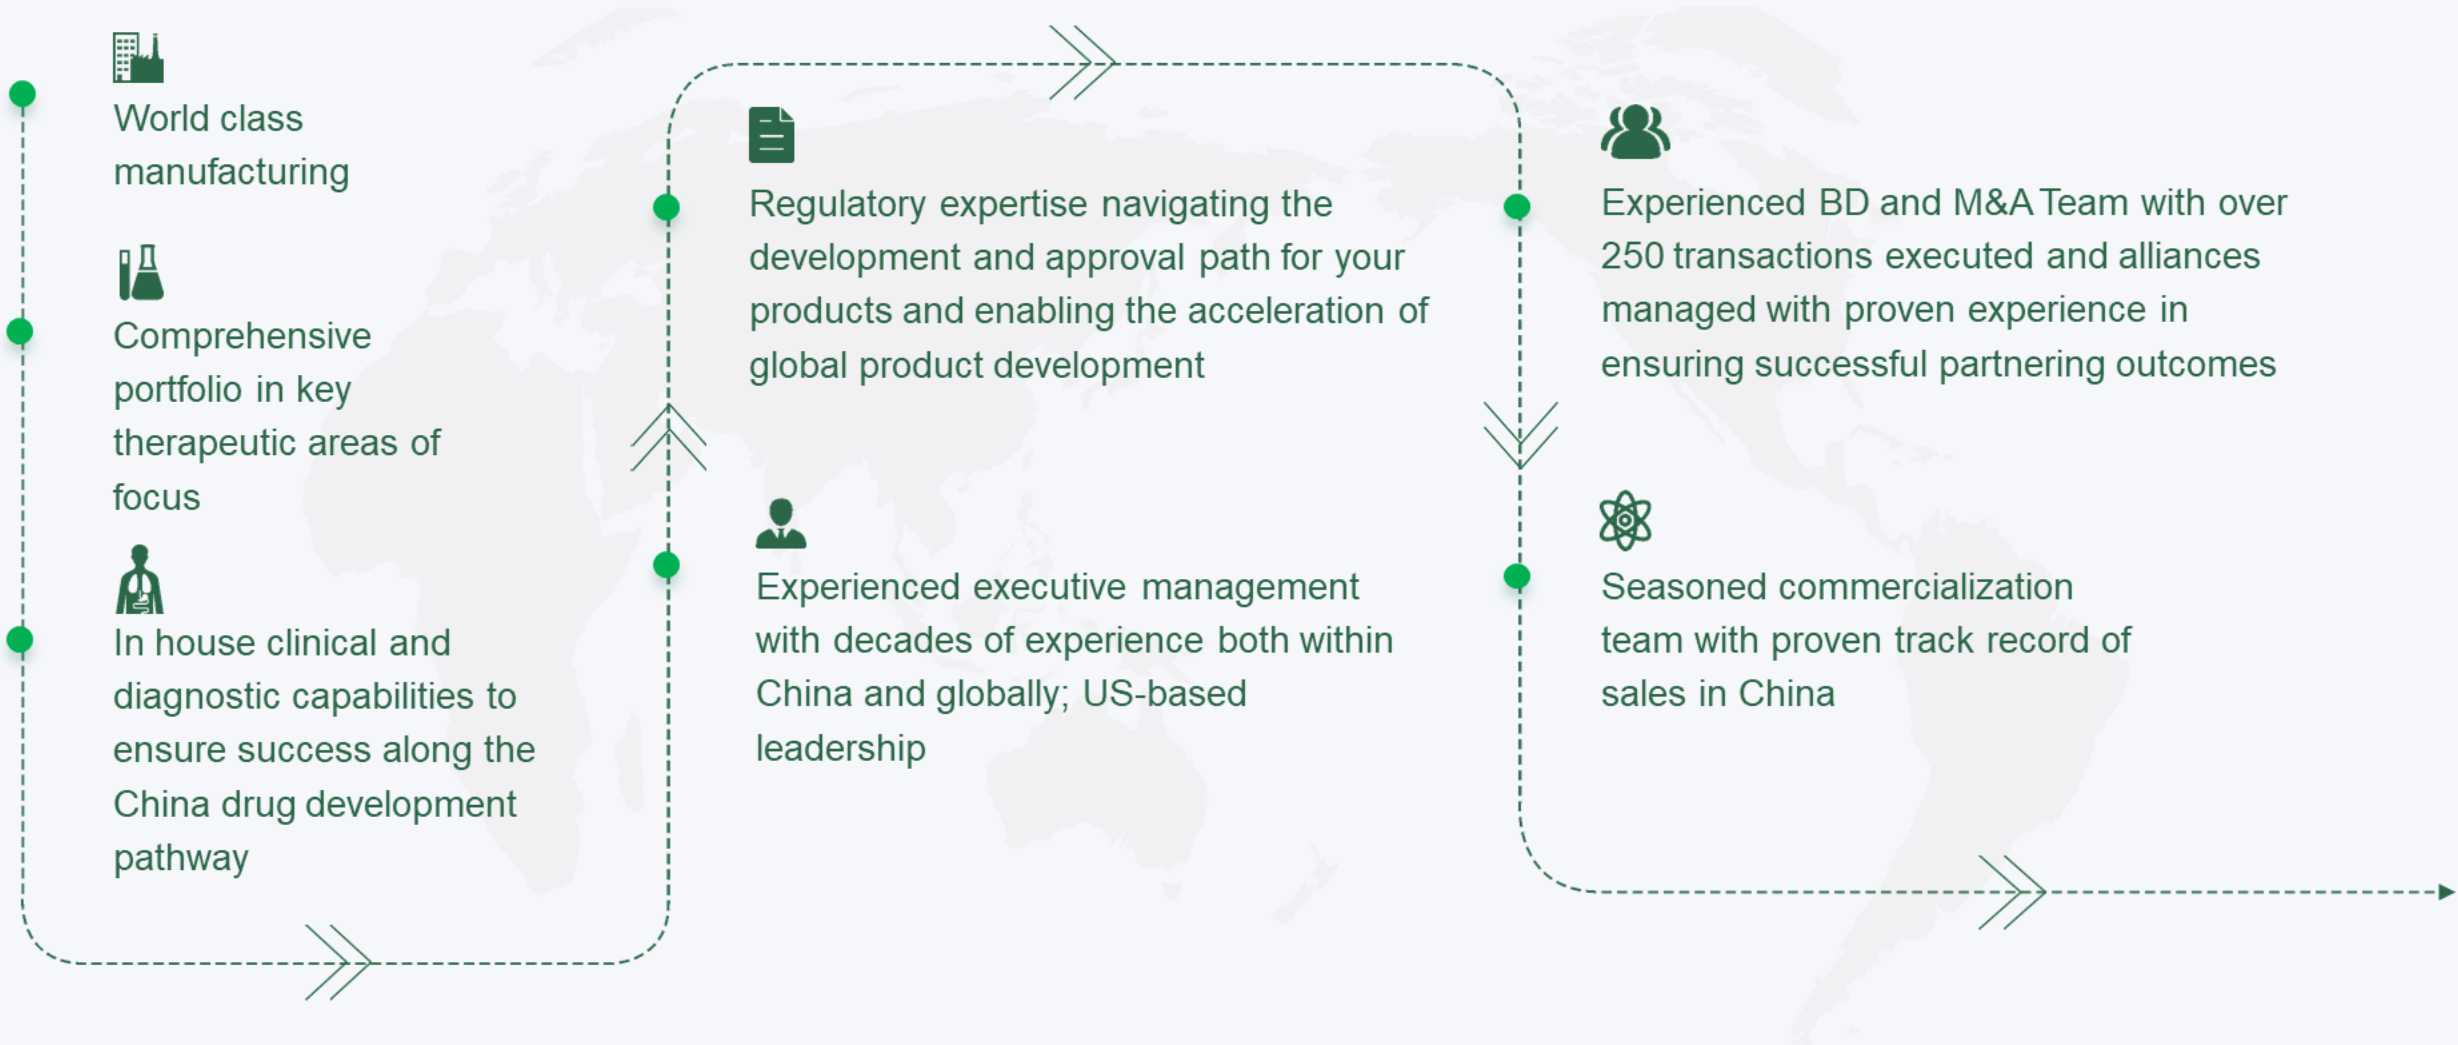 World class
manufacturing
Comprehensive
portfolio in key
therapeutic areas of
focus
In house clinical and
diagnostic capabilities to
ensure success along the
China drug development
pathway
Regulatory expertise navigating the
development and approval path for your
products and enabling the acceleration of
global product development
Experienced executive management
with decades of experience both within
China and globally; US-based
leadership
Experienced BD and M&A Team with over
250 transactions executed and alliances
managed with proven experience in
ensuring successful partnering outcomes
Seasoned commercialization
team with proven track record of
sales in China